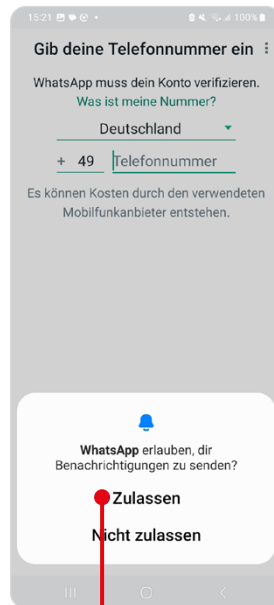 15:21
100%
Gib deine Telefonnummer ein
WhatsApp muss dein Konto verifizieren.
Was ist meine Nummer?
Deutschland
+ 49 Telefonnummer
Es können Kosten durch den verwendeten
Mobilfunkanbieter entstehen.
WhatsApp erlauben, dir
Benachrichtigungen zu senden?
Zulassen
Nicht zulassen